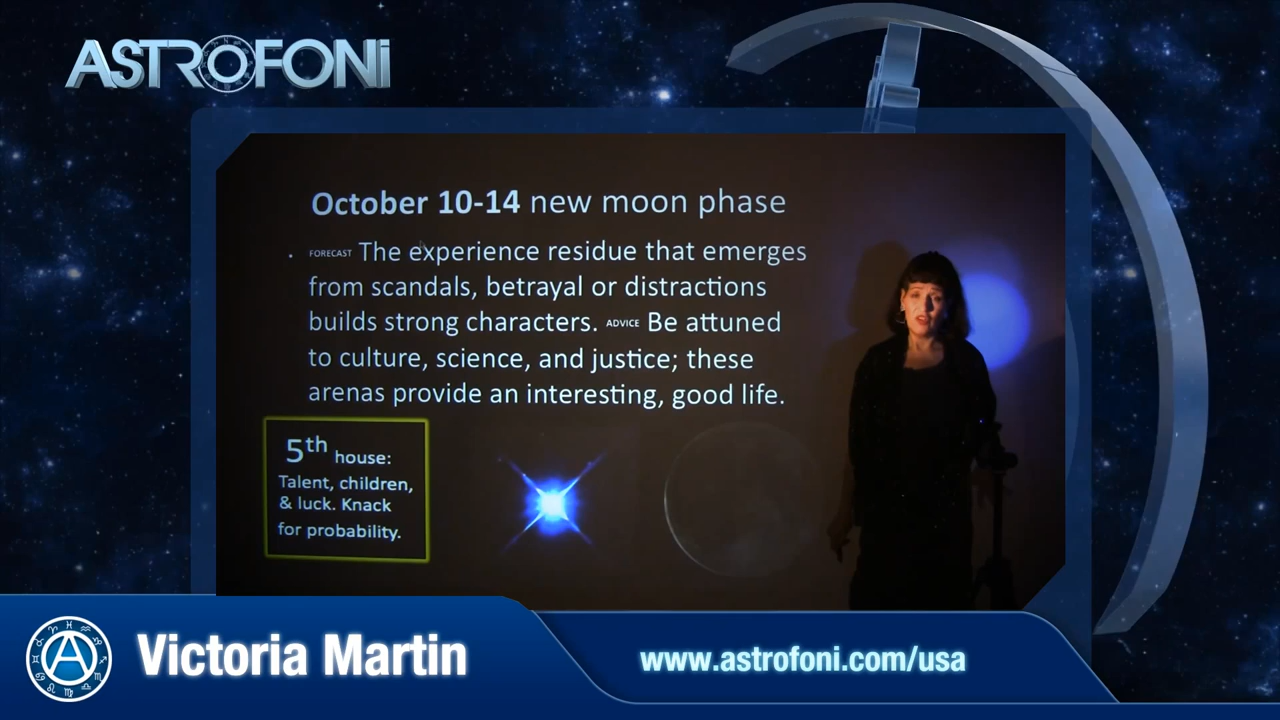 ASTROFONi
October 10-14 new moon phase
. FORECAST The experience residue that emerges
from scandals, betrayal or distractions
builds strong characters. ADVICE Be attuned
to culture, science, and justice; these
arenas provide an interesting, good life.
5th house:
Talent, children,
& luck. Knack
for probability.
Victoria Martin
www.astrofoni.com/usa